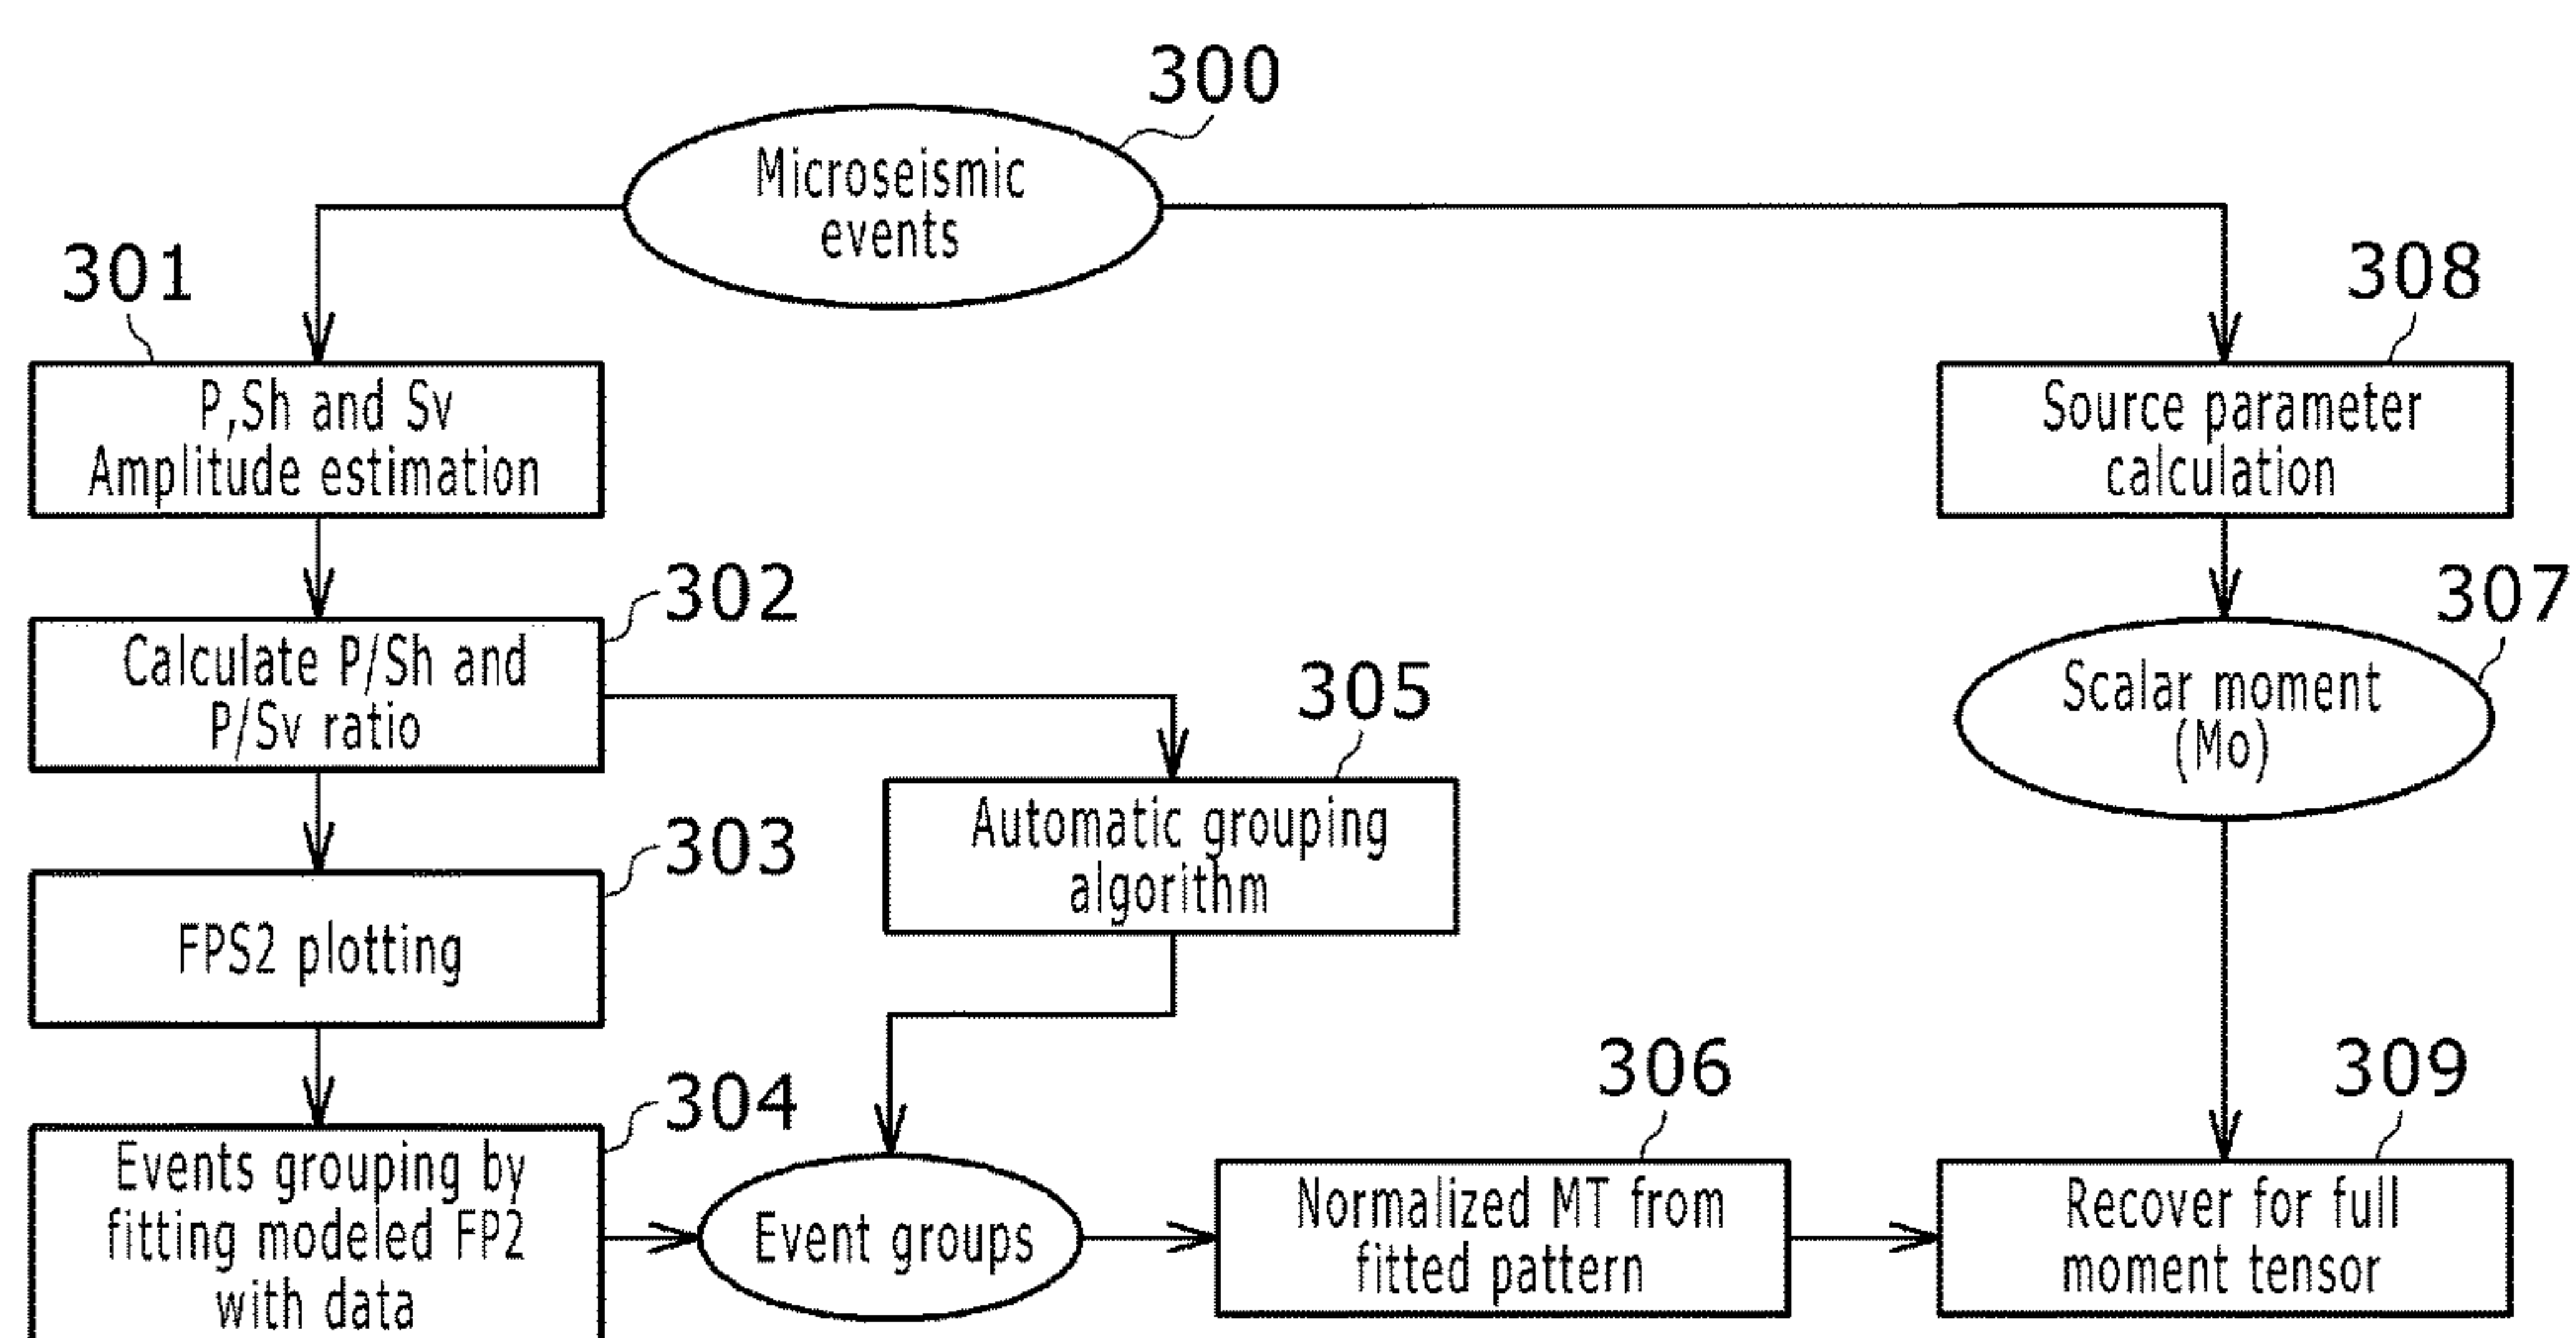 300
Microseismic
events
301
308
P,Sh and Sv
Amplitude estimation
Source parameter
calculation
302
307
Calculate P/Sh and
P/Sv ratio
305
Scalar moment
(Mo)
303
Automatic grouping
algorithm
FPS2 plotting
304
306
309
Events grouping by
fitting modeled FP2
with data
Event groups
Normalized MT from
fitted pattern
Recover for full
moment tensor